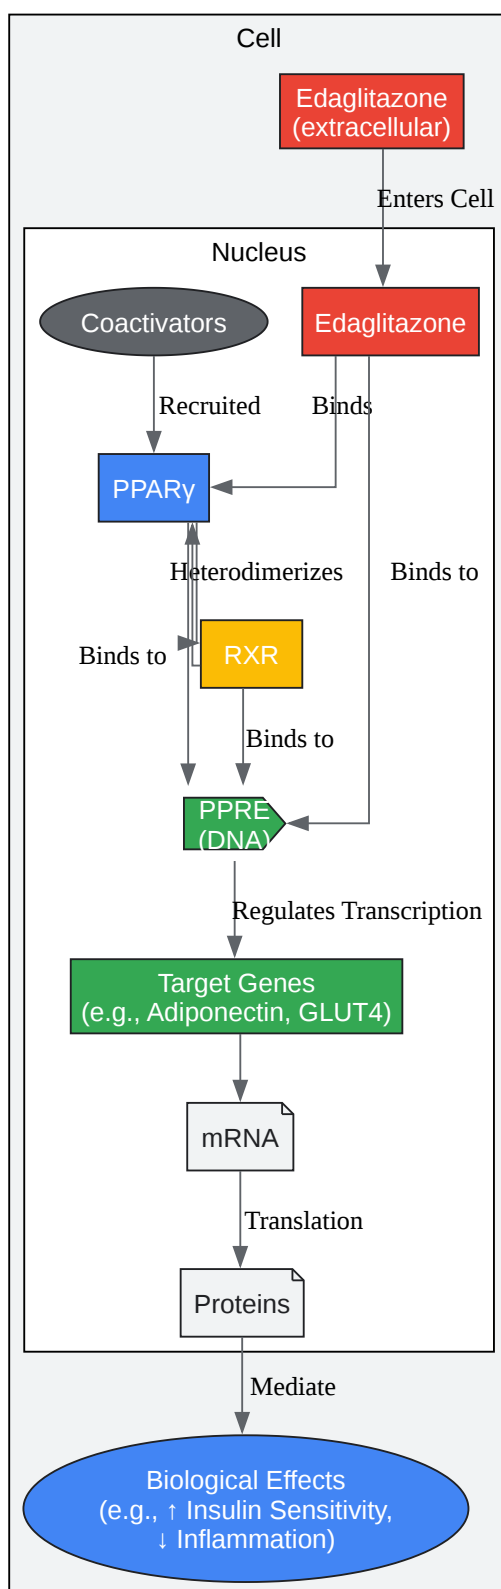 Cell
Edaglitazone
(extracellular)
Enters Cell
Nucleus
Coactivators
Edaglitazone
Recruited
Binds
PPARγ
Heterodimerizes
Binds to
Binds to
RXR
Binds to
PPRE
(DNA)
Regulates Transcription
Target Genes
(e.g., Adiponectin, GLUT4)
mRNA
Translation
Proteins
Mediate
Biological Effects
(e.g., ↑ Insulin Sensitivity,
↓ Inflammation)